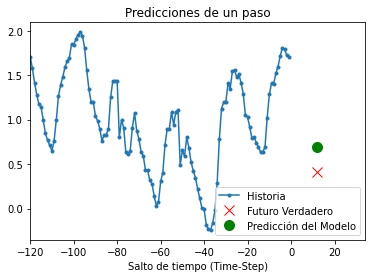 Predicciones de un paso
2.0
1.5
1.0
0.5
0.0
Historia
Futuro Verdadero
Predicción del Modelo
−120 −100 −80 −60 −40 −20 0 20
Salto de tiempo (Time-Step)